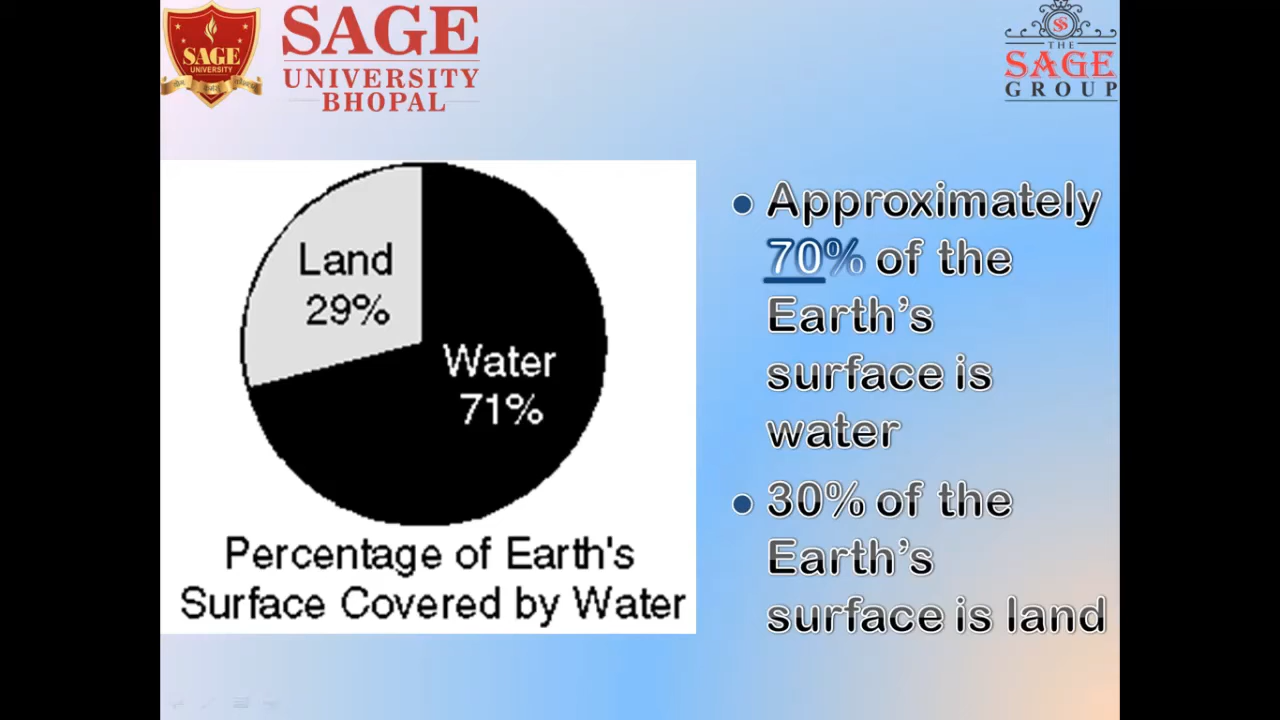 SAGE
UNIVERSITY
SAGE
UNIVERSITY
BHOPAL
THE
SAGE
GROUP
Land
29%
Water
71%
Percentage of Earth's
Surface Covered by Water
• Approximately
70% of the
Earth’s
surface is
water
• 30% of the
Earth’s
surface is land